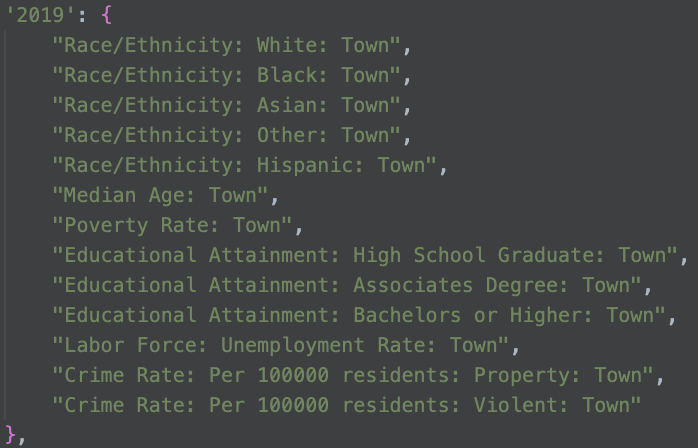 '2019': {
"Race/Ethnicity: White: Town",
"Race/Ethnicity: Black: Town",
"Race/Ethnicity: Asian: Town",
"Race/Ethnicity: Other: Town",
"Race/Ethnicity: Hispanic: Town",
"Median Age: Town",
"Poverty Rate: Town",
"Educational Attainment: High School Graduate: Town",
"Educational Attainment: Associates Degree: Town",
"Educational Attainment: Bachelors or Higher: Town",
"Labor Force: Unemployment Rate: Town",
"Crime Rate: Per 100000 residents: Property: Town",
"Crime Rate: Per 100000 residents: Violent: Town"
},